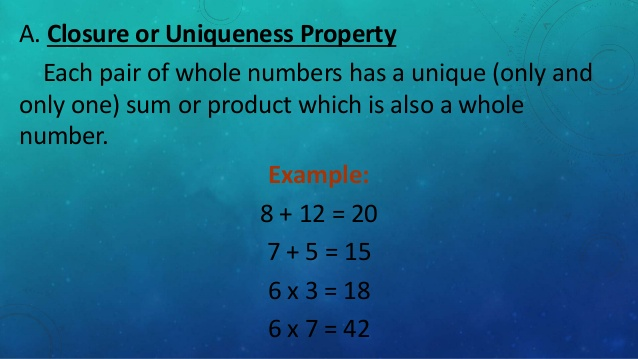 A. Closure or Uniqueness Property
Each pair of whole numbers has a unique (only and
only one) sum or product which is also a whole
number.
Example:
8 + 12 = 20
7 + 5 = 15
6 x 3 = 18
6 x 7 = 42